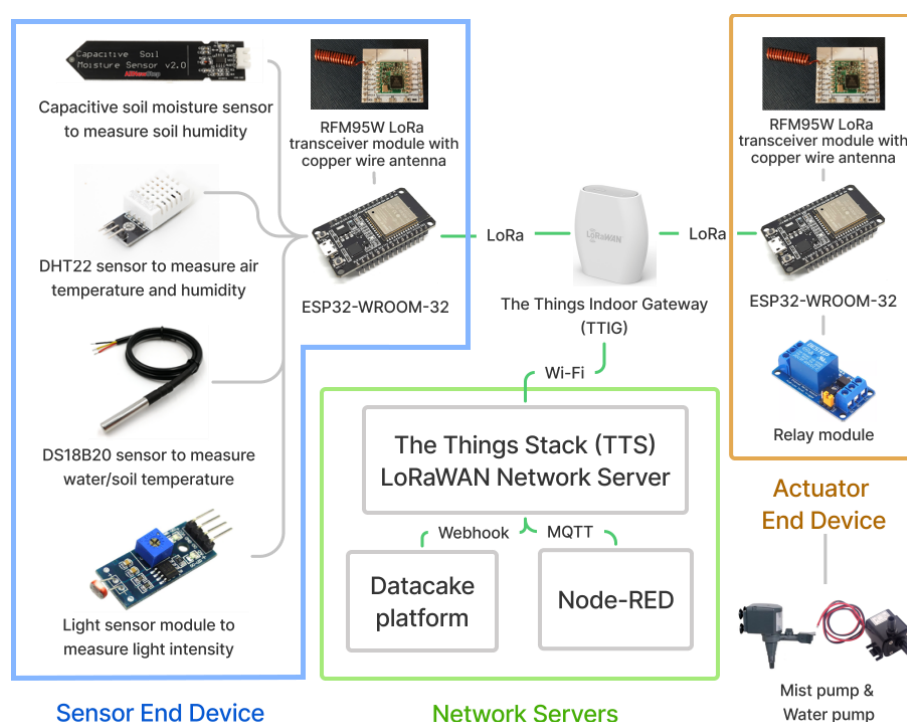 Capacitive Soil
Moisture Sensor v2.0
Capacitive soil moisture sensor
to measure soil humidity
DHT22 sensor to measure air
temperature and humidity
DS18B20 sensor to measure
water/soil temperature
Light sensor module to
measure light intensity
Sensor End Device
RFM95W LoRa
transceiver module with
copper wire antenna
ESP32-WROOM-32
LoRa
LoRaWAN
The Things Indoor Gateway
(TTIG)
LoRa
Wi-Fi
The Things Stack (TTS)
LoRaWAN Network Server
Webhook
MQTT
Datacake
platform
Node-RED
Network Servers
RFM95W LoRa
transceiver module with
copper wire antenna
ESP32-WROOM-32
Relay module
Actuator
End Device
Mist pump &
Water pump